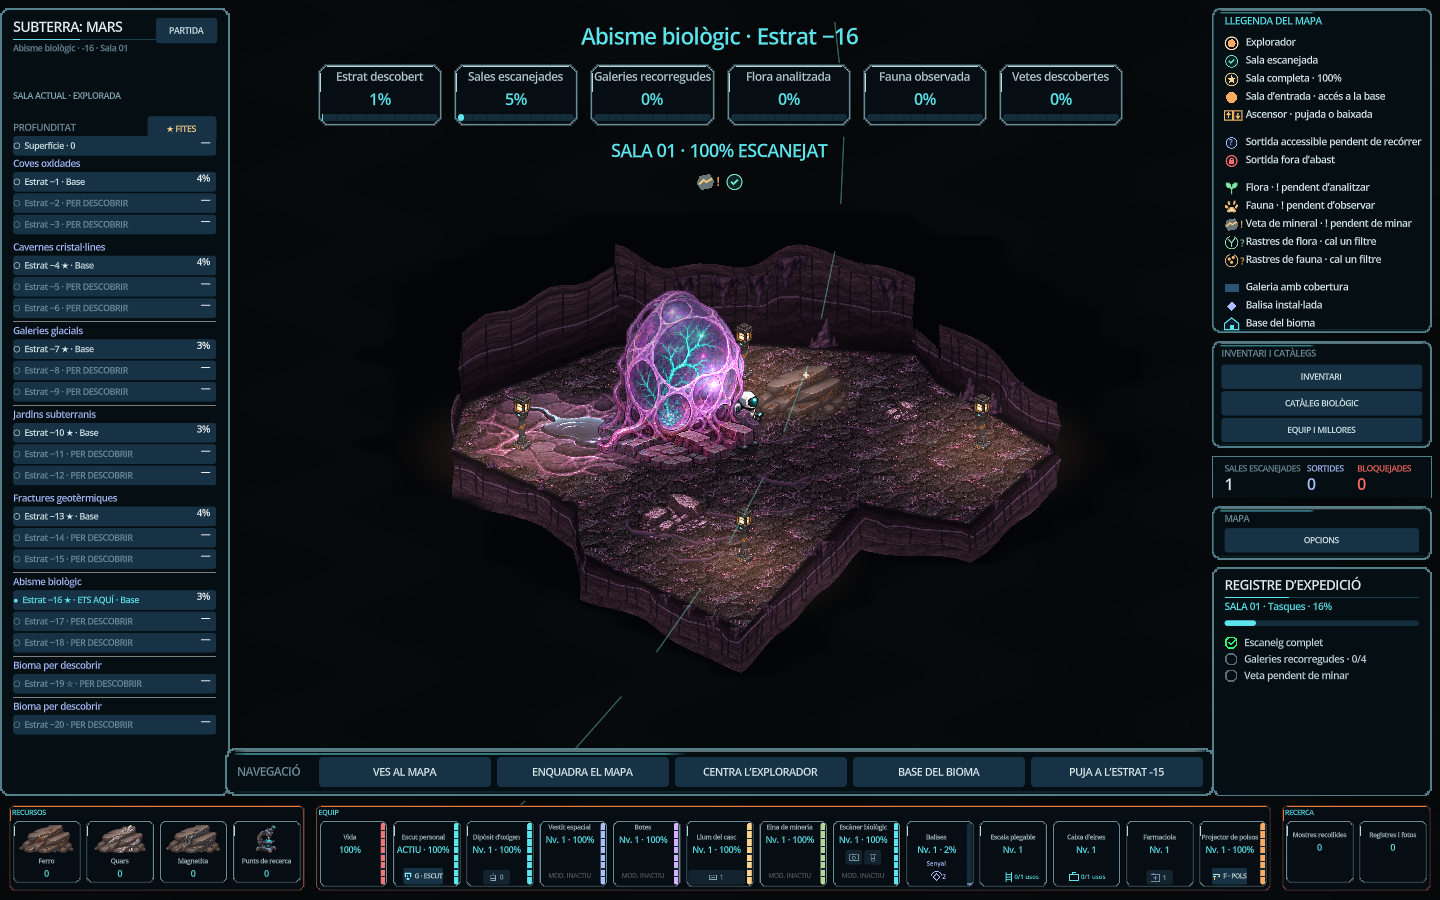 SUBTERRA: MARS
PARTIDA
Abisme biològic · -16 · Sala 01
SALA ACTUAL · EXPLORADA
PROFUNDITAT
★ FITES
Superfície · 0 —
Coves oxidades
Estrat −1 · Base 4%
Estrat −2 · PER DESCOBRIR —
Estrat −3 · PER DESCOBRIR —
Cavernes cristal·lines
Estrat −4 ★ · Base 4%
Estrat −5 · PER DESCOBRIR —
Estrat −6 · PER DESCOBRIR —
Galeries glacials
Estrat −7 ★ · Base 3%
Estrat −8 · PER DESCOBRIR —
Estrat −9 · PER DESCOBRIR —
Jardins subterranis
Estrat −10 ★ · Base 3%
Estrat −11 · PER DESCOBRIR —
Estrat −12 · PER DESCOBRIR —
Fractures geotèrmiques
Estrat −13 ★ · Base 4%
Estrat −14 · PER DESCOBRIR —
Estrat −15 · PER DESCOBRIR —
Abisme biològic
Estrat −16 ★ · ETS AQUÍ · Base 3%
Estrat −17 · PER DESCOBRIR —
Estrat −18 · PER DESCOBRIR —
Bioma per descobrir
Estrat −19 ☆ · PER DESCOBRIR —
Bioma per descobrir
Estrat −20 · PER DESCOBRIR —
Abisme biològic · Estrat −16
Estrat descobert
1%
Sales escanejades
5%
Galeries recorregudes
0%
Flora analitzada
0%
Fauna observada
0%
Vetes descobertes
0%
SALA 01 · 100% ESCANEJAT
!
NAVEGACIÓ
VES AL MAPA
ENQUADRA EL MAPA
CENTRA L'EXPLORADOR
BASE DEL BIOMA
PUJA A L'ESTRAT -15
LLEGENDA DEL MAPA
Explorador
Sala escanejada
Sala completa · 100%
Sala d'entrada · accés a la base
Ascensor · pujada o baixada
? Sortida accessible pendent de recórrer
Sortida fora d'abast
Flora · ! pendent d'analitzar
Fauna · ! pendent d'observar
! Veta de mineral · ! pendent de minar
? Rastres de flora · cal un filtre
? Rastres de fauna · cal un filtre
Galeria amb cobertura
Balisa instal·lada
Base del bioma
INVENTARI I CATÀLEGS
INVENTARI
CATÀLEG BIOLÒGIC
EQUIP I MILLORES
SALES ESCANEJADES
1
SORTIDES
0
BLOQUEJADES
0
MAPA
OPCIONS
REGISTRE D'EXPEDICIÓ
SALA 01 · Tasques · 16%
Escaneig complet
Galeries recorregudes · 0/4
Veta pendent de minar
RECURSOS
Ferro
0
Quars
0
Magnetita
0
Punts de recerca
0
EQUIP
Vida
100%
Escut personal
ACTIU · 100%
G · ESCUT
Dipòsit d'oxigen
Nv. 1 · 100%
0
Vestit espacial
Nv. 1 · 100%
MÒD. INACTIU
Botes
Nv. 1 · 100%
MÒD. INACTIU
Llum del casc
Nv. 1 · 100%
1
Eina de mineria
Nv. 1 · 100%
MÒD. INACTIU
Escàner biològic
Nv. 1 · 100%
MÒD. INACTIU
Balises
Nv. 1 · 2%
Senyal
2
Escala plegable
Nv. 1
0/1 usos
Caixa d'eines
Nv. 1
0/1 usos
Farmaciola
Nv. 1
1
Projector de polsos
Nv. 1 · 100%
F · POLS
RECERCA
Mostres recollides
0
Registres i fotos
0